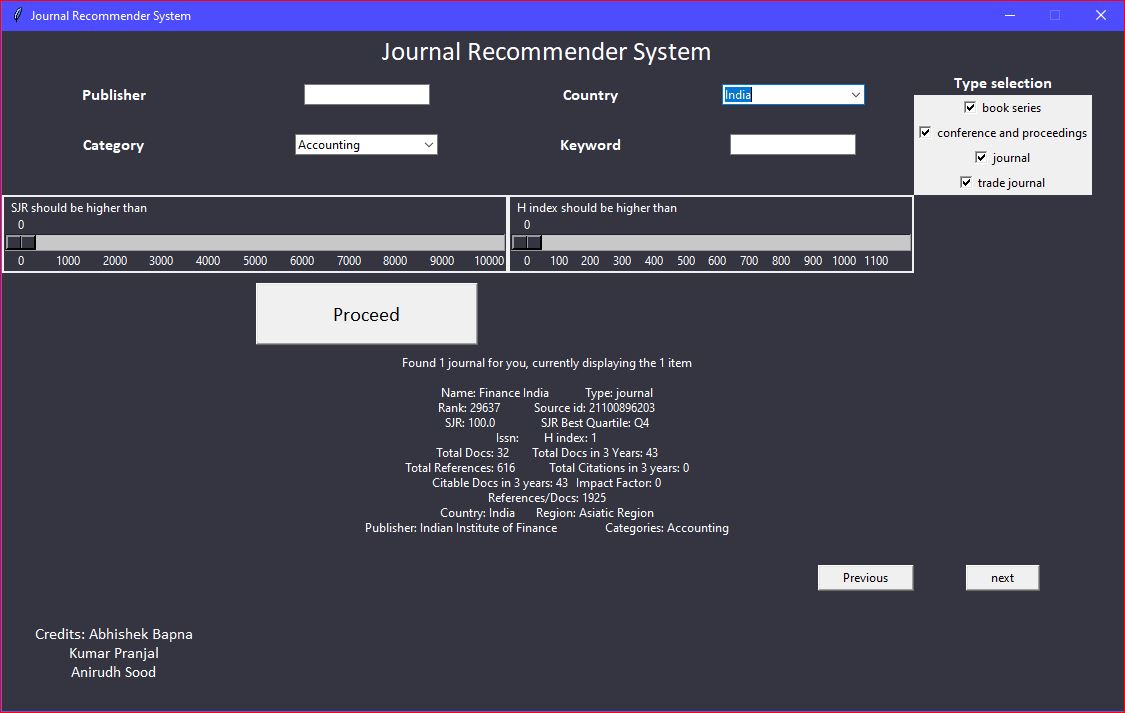 Journal Recommender System
Journal Recommender System
Publisher
Country
India
Type selection
book series
conference and proceedings
journal
trade journal
Category
Accounting
Keyword
SJR should be higher than
0
0 1000 2000 3000 4000 5000 6000 7000 8000 9000 10000
H index should be higher than
0
0 100 200 300 400 500 600 700 800 900 1000 1100
Proceed
Found 1 journal for you, currently displaying the 1 item
Name: Finance India Type: journal
Rank: 29637 Source id: 21100896203
SJR: 100.0 SJR Best Quartile: Q4
Issn: H index: 1
Total Docs: 32 Total Docs in 3 Years: 43
Total References: 616 Total Citations in 3 years: 0
Citable Docs in 3 years: 43 Impact Factor: 0
References/Docs: 1925
Country: India Region: Asiatic Region
Publisher: Indian Institute of Finance Categories: Accounting
Previous next
Credits: Abhishek Bapna
Kumar Pranjal
Anirudh Sood